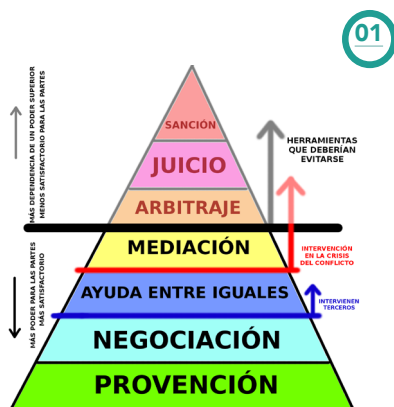 01
SANCIÓN
JUICIO
ARBITRAJE
MEDIACIÓN
AYUDA ENTRE IGUALES
NEGOCIACIÓN
PROVENCIÓN
MÁS DEPENDENCIA DE UN PODER SUPERIOR
MENOS SATISFACTORIO PARA LAS PARTES
MÁS PODER PARA LAS PARTES
MÁS SATISFACTORIO
HERRAMIENTAS
QUE DEBERÍAN
EVITARSE
INTERVENCIÓN
EN LA CRISIS
DEL CONFLICTO
INTERVIENEN
TERCEROS